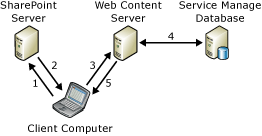 SharePoint
Server
Web Content
Server
Service Manage
Database
4
2
3
1
5
Client Computer